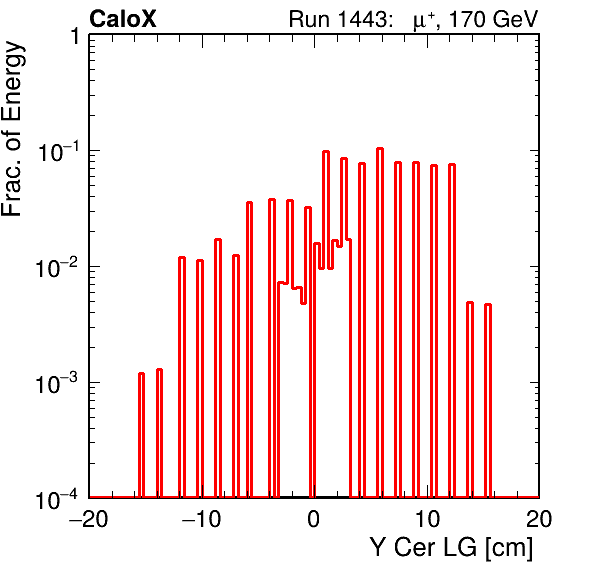 CaloX Run 1443: μ⁺, 170 GeV
Frac. of Energy
1
10⁻¹
10⁻²
10⁻³
10⁻⁴
−20 −10 0 10 20
Y Cer LG [cm]